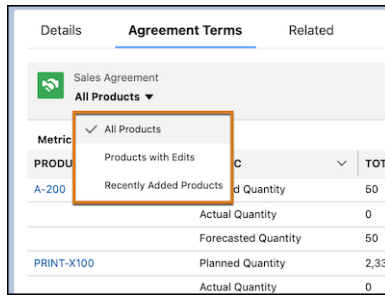 Details Agreement Terms Related
Sales Agreement
All Products
All Products
Metric
PRODU C TOT
Products with Edits
A-200 d Quantity 50
Recently Added Products
Actual Quantity 0
Forecasted Quantity 50
PRINT-X100 Planned Quantity 2,33
Actual Quantity 0